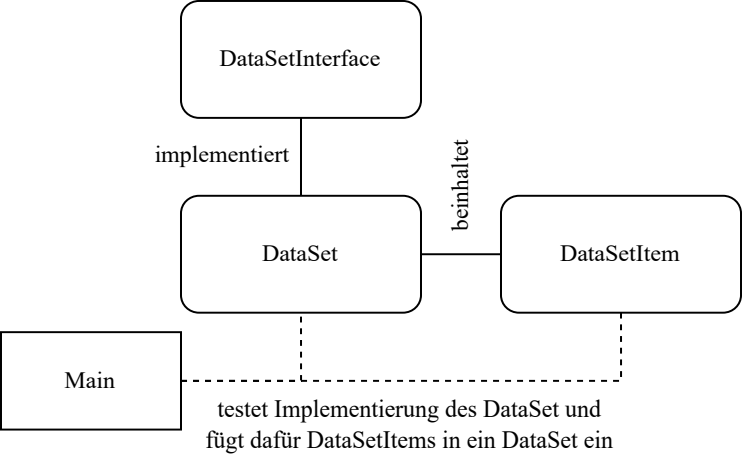 DataSetInterface
implementiert
beinhaltet
DataSet
DataSetItem
Main
testet Implementierung des DataSet und
fügt dafür DataSetItems in ein DataSet ein